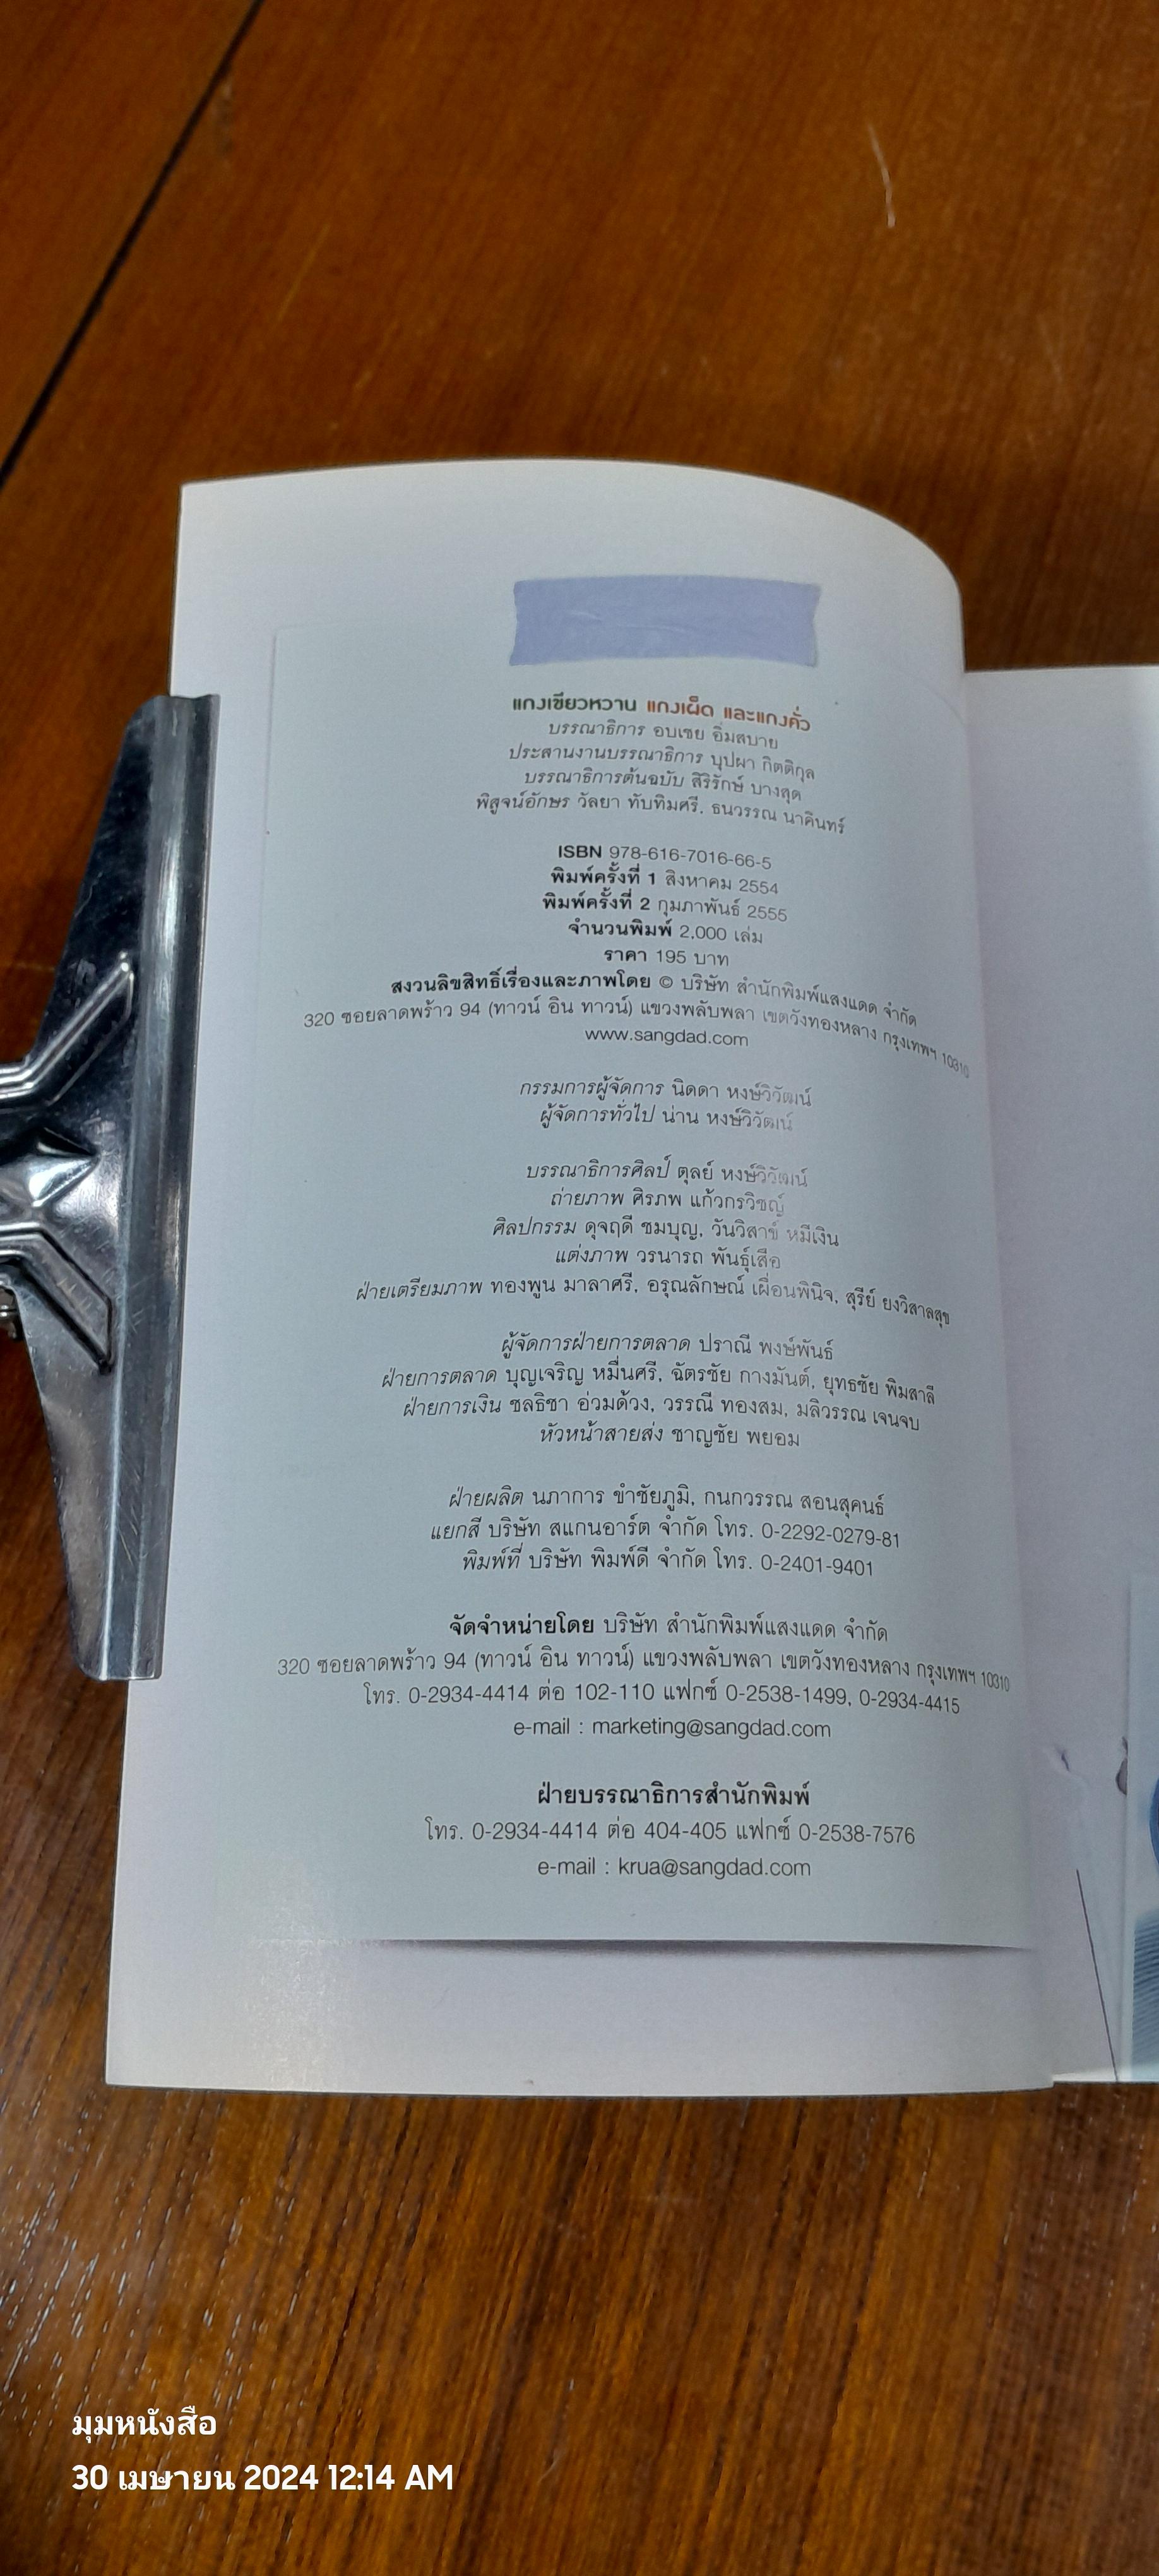 แกงเขียวหวาน แกงเผ็ด และแกงคั่ว
บรรณาธิการ อบเชย อิ่มสบาย
ประสานงานบรรณาธิการ บุปผา กิตติกุล
บรรณาธิการต้นฉบับ สิริรักษ์ บางสุด
พิสูจน์อักษร วัลยา ทับทิมศรี, ธนวรรณ นาคินทร์
ISBN 978-616-7016-66-5
พิมพ์ครั้งที่ 1 สิงหาคม 2554
พิมพ์ครั้งที่ 2 กุมภาพันธ์ 2555
จำนวนพิมพ์ 2,000 เล่ม
ราคา 195 บาท
สงวนลิขสิทธิ์เรื่องและภาพโดย © บริษัท สำนักพิมพ์แสงแดด จำกัด
320 ซอยลาดพร้าว 94 (ทาวน์ อิน ทาวน์) แขวงพลับพลา เขตวังทองหลาง กรุงเทพฯ 10310
www.sangdad.com
กรรมการผู้จัดการ นิดดา หงษ์วิวัฒน์
ผู้จัดการทั่วไป น่าน หงษ์วิวัฒน์
บรรณาธิการศิลป์ ตุลย์ หงษ์วิวัฒน์
ถ่ายภาพ ศิรภพ แก้วกรวิชญ์
ศิลปกรรม ดุจฤดี ชมบุญ, วันวิสาข์ หมีเงิน
แต่งภาพ วรนารถ พันธุ์เสือ
ฝ่ายเตรียมภาพ ทองพูน มาลาศรี, อรุณลักษณ์ เผื่อนพินิจ, สุรีย์ ยงวิสาลสุข
ผู้จัดการฝ่ายการตลาด ปราณี พงษ์พันธ์
ฝ่ายการตลาด บุญเจริญ หมื่นศรี, ฉัตรชัย กางมันต์, ยุทธชัย พิมสาลี
ฝ่ายการเงิน ชลธิชา อ่วมด้วง, วรรณี ทองสม, มลิวรรณ เจนจบ
หัวหน้าสายส่ง ชาญชัย พยอม
ฝ่ายผลิต นภาการ ขำชัยภูมิ, กนกวรรณ สอนสุคนธ์
แยกสี บริษัท สแกนอาร์ต จำกัด โทร. 0-2292-0279-81
พิมพ์ที่ บริษัท พิมพ์ดี จำกัด โทร. 0-2401-9401
จัดจำหน่ายโดย บริษัท สำนักพิมพ์แสงแดด จำกัด
320 ซอยลาดพร้าว 94 (ทาวน์ อิน ทาวน์) แขวงพลับพลา เขตวังทองหลาง กรุงเทพฯ 10310
โทร. 0-2934-4414 ต่อ 102-110 แฟกซ์ 0-2538-1499, 0-2934-4415
e-mail : marketing@sangdad.com
ฝ่ายบรรณาธิการสำนักพิมพ์
โทร. 0-2934-4414 ต่อ 404-405 แฟกซ์ 0-2538-7576
e-mail : krua@sangdad.com
มุมหนังสือ
30 เมษายน 2024 12:14 AM